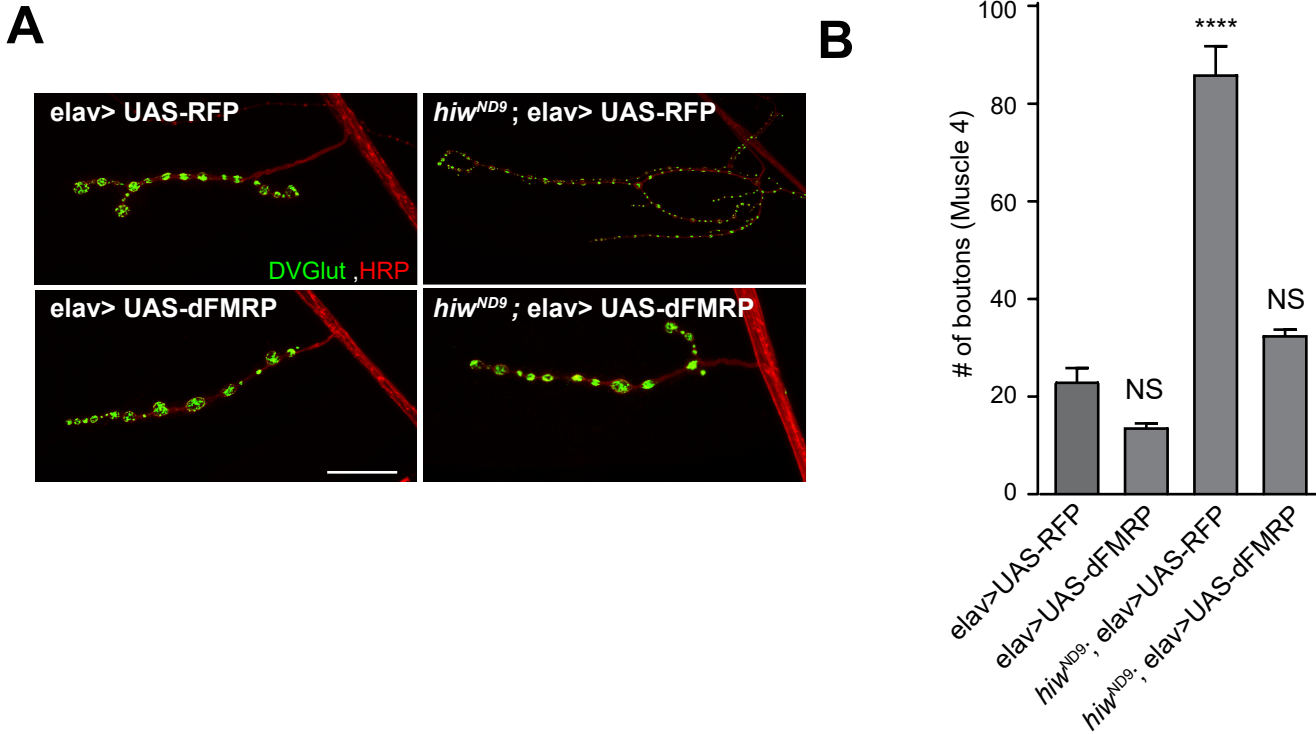 A
elav> UAS-RFP
hiwᴺᴰ⁹ ; elav> UAS-RFP
DVGlut ,HRP
elav> UAS-dFMRP
hiwᴺᴰ⁹ ; elav> UAS-dFMRP
B
# of boutons (Muscle 4)
100
80
60
40
20
0
NS
****
NS
elav>UAS-RFP
elav>UAS-dFMRP
hiwᴺᴰ⁹; elav>UAS-RFP
hiwᴺᴰ⁹; elav>UAS-dFMRP